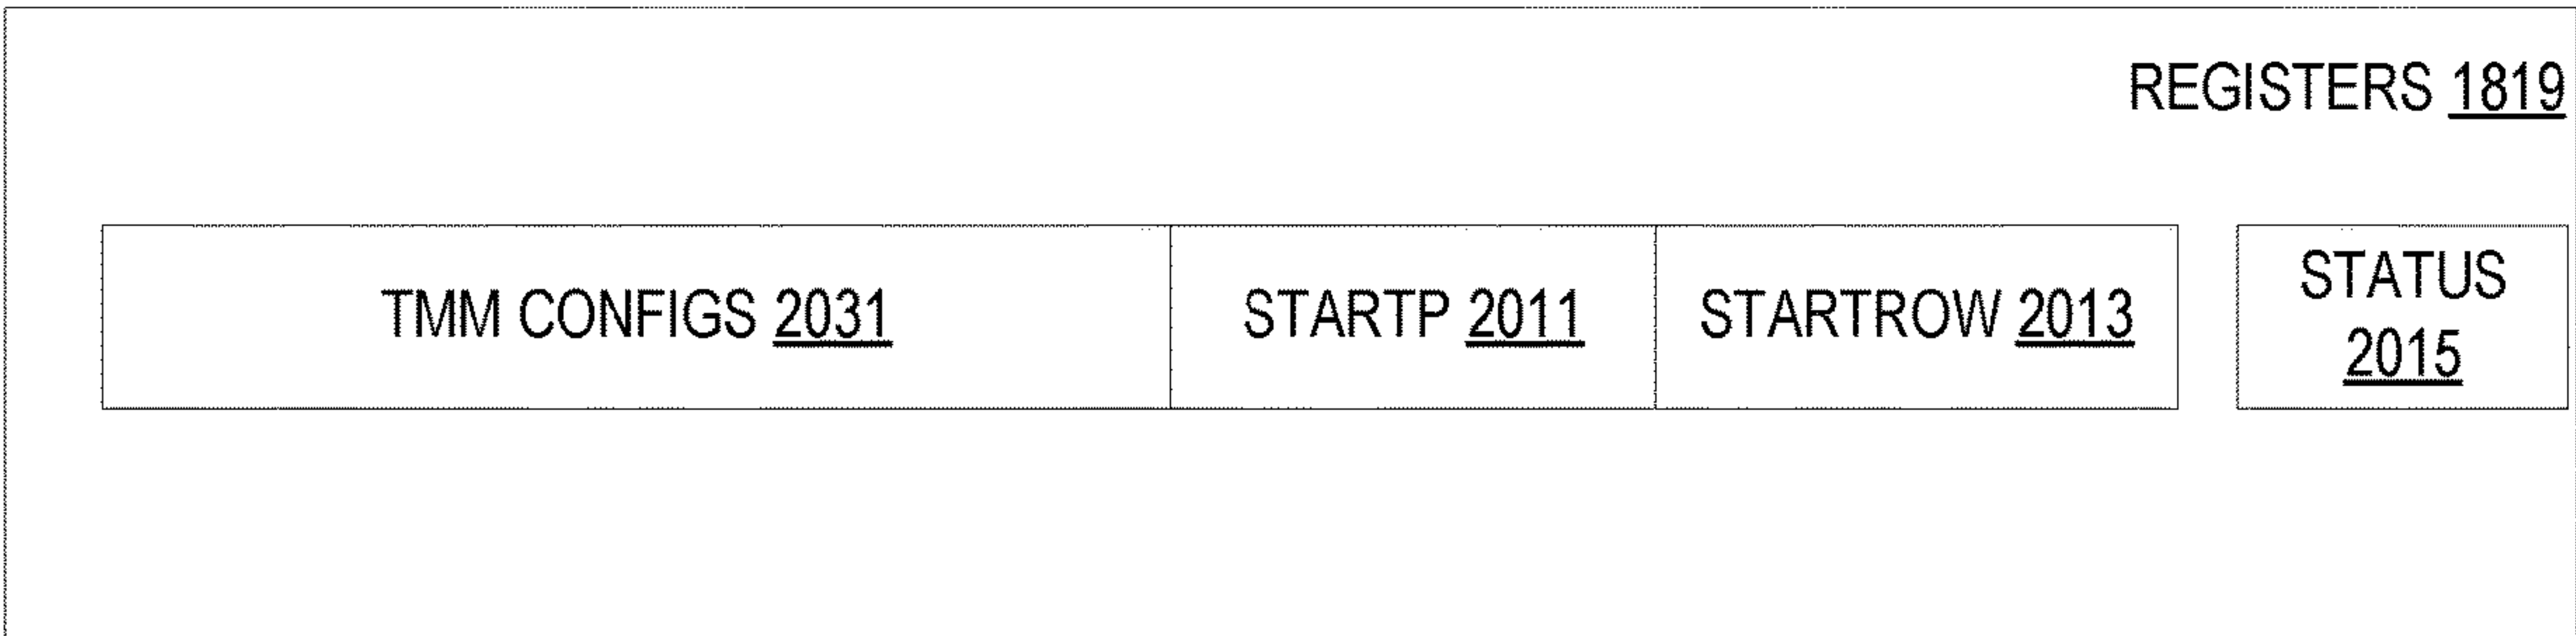 REGISTERS 1819
TMM CONFIGS 2031
STARTP 2011
STARTROW 2013
STATUS
2015